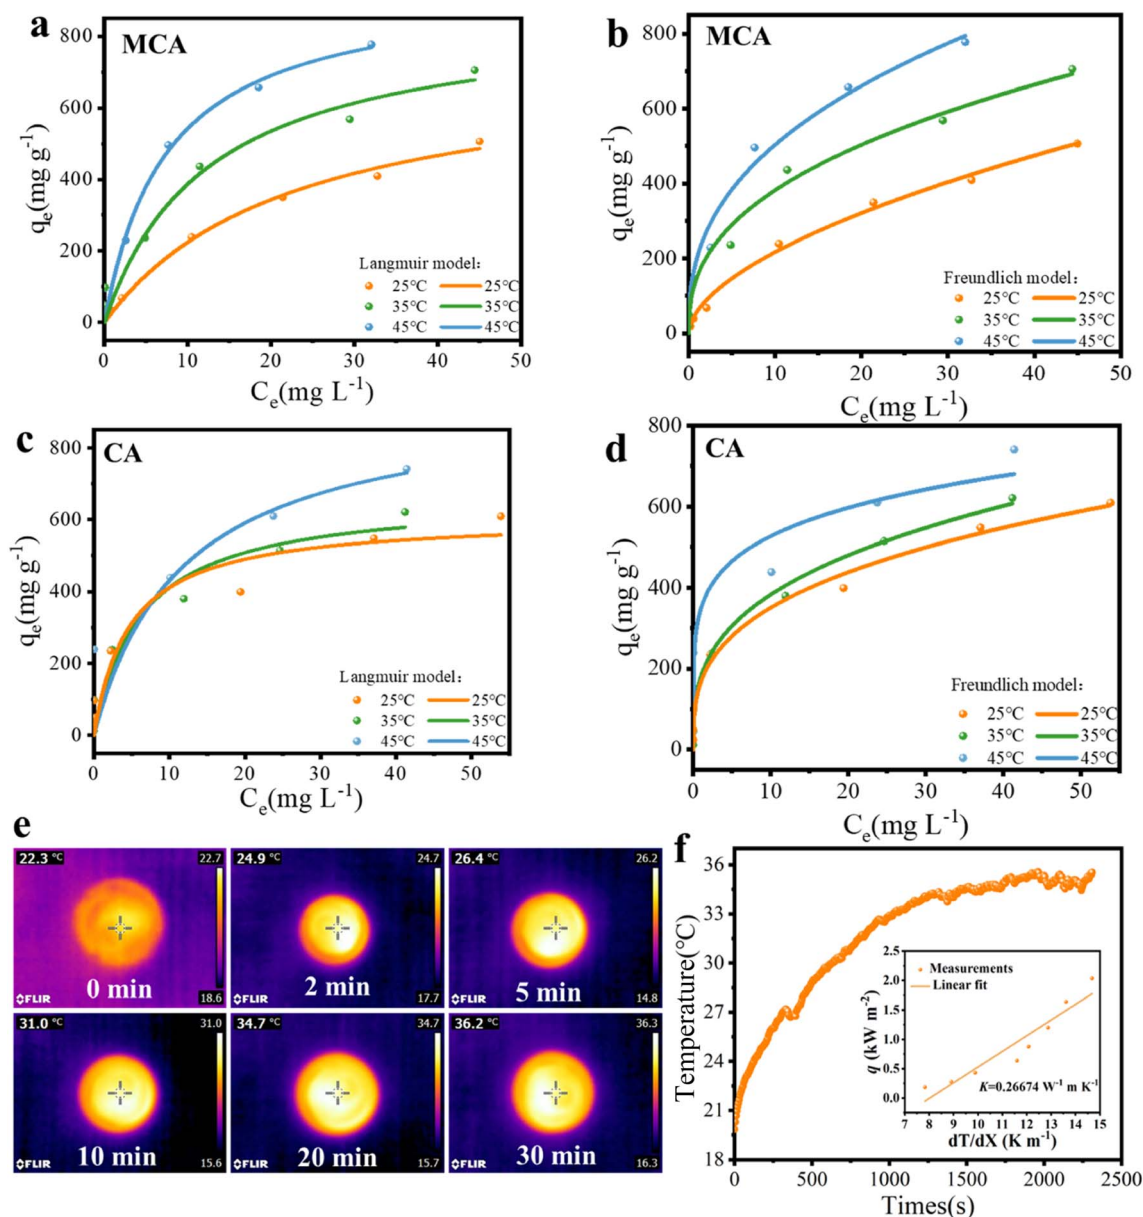 a
MCA
800
600
400
200
0
qe(mg g-1)
Langmuir model:
25°C 25°C
35°C 35°C
45°C 45°C
0 10 20 30 40 50
Ce(mg L-1)
b
MCA
800
600
400
200
0
qe(mg g-1)
Freundlich model:
25°C 25°C
35°C 35°C
45°C 45°C
0 10 20 30 40 50
Ce(mg L-1)
c
CA
800
600
400
200
0
qe(mg g-1)
Langmuir model:
25°C 25°C
35°C 35°C
45°C 45°C
0 10 20 30 40 50
Ce(mg L-1)
d
CA
800
600
400
200
0
qe(mg g-1)
Freundlich model:
25°C 25°C
35°C 35°C
45°C 45°C
0 10 20 30 40 50
Ce(mg L-1)
e
22.3 °C 22.7
0 min
FLIR 18.6
24.9 °C 24.7
2 min
FLIR 17.7
26.4 °C 26.2
5 min
FLIR 14.8
31.0 °C 31.0
10 min
FLIR 15.6
34.7 °C 34.7
20 min
FLIR 15.7
36.2 °C 36.3
30 min
FLIR 16.3
f
36
33
30
27
24
21
18
Temperature(°C)
2.5
2.0
1.5
1.0
0.5
0.0
q (kW m-2)
Measurements
Linear fit
K=0.26674 W-1 m K-1
7 8 9 10 11 12 13 14 15
dT/dX (K m-1)
0 500 1000 1500 2000 2500
Times(s)